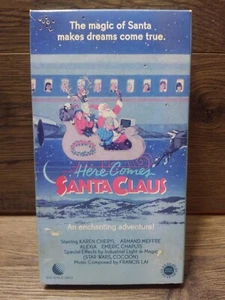 The magic of Santa
makes dreams come true.
Here Comes
SANTA CLAUS
An enchanting adventure!
Starring KAREN CHERYL ARMAND MEFFRE
ALEXIA EMERIC CHAPUIS
Special Effects by Industrial Light & Magic
(STAR WARS, COCOON)
Music Composed by FRANCIS LAI